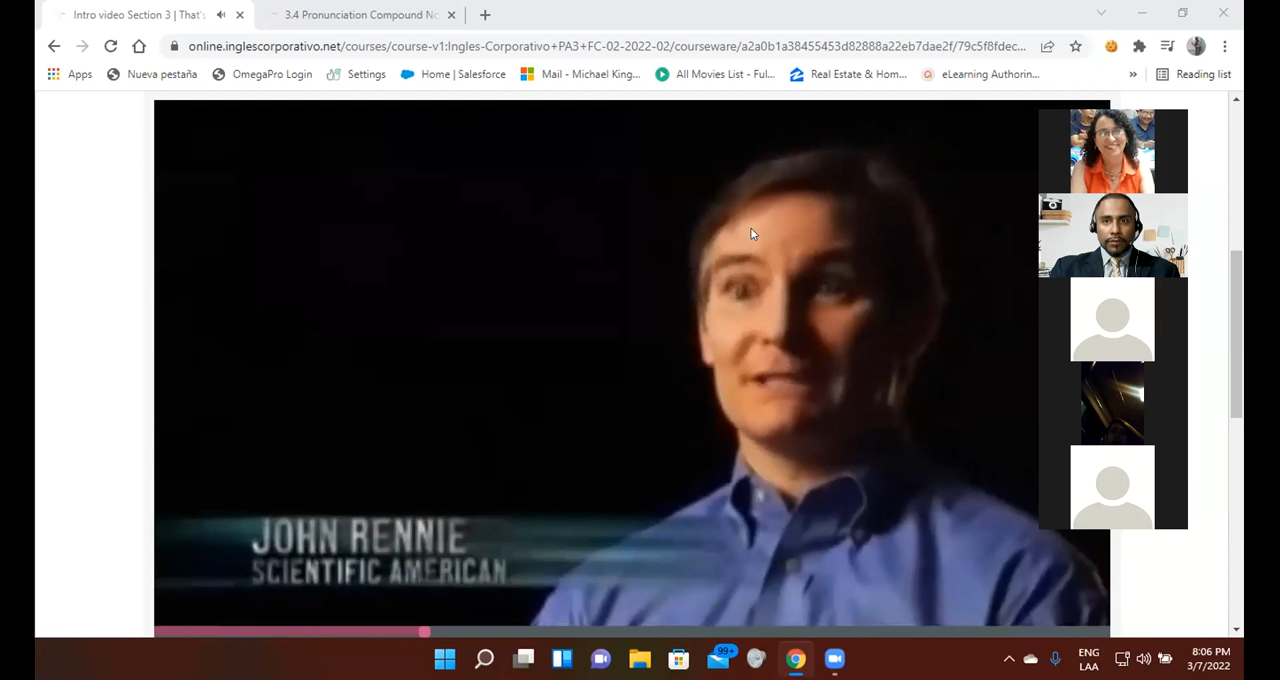 Intro video Section 3 | That's
3.4 Pronunciation Compound No
online.inglescorporativo.net/courses/course-v1:Ingles-Corporativo+PA3+FC-02-2022-02/courseware/a2a0b1a38455453d82888a22eb7dae2f/79c5f8fdec...
Apps
Nueva pestaña
OmegaPro Login
Settings
Home | Salesforce
Mail - Michael King...
All Movies List - Ful...
Real Estate & Hom...
eLearning Authorin...
»
Reading list
JOHN RENNIE
SCIENTIFIC AMERICAN
99+
ENG
LAA
8:06 PM
3/7/2022